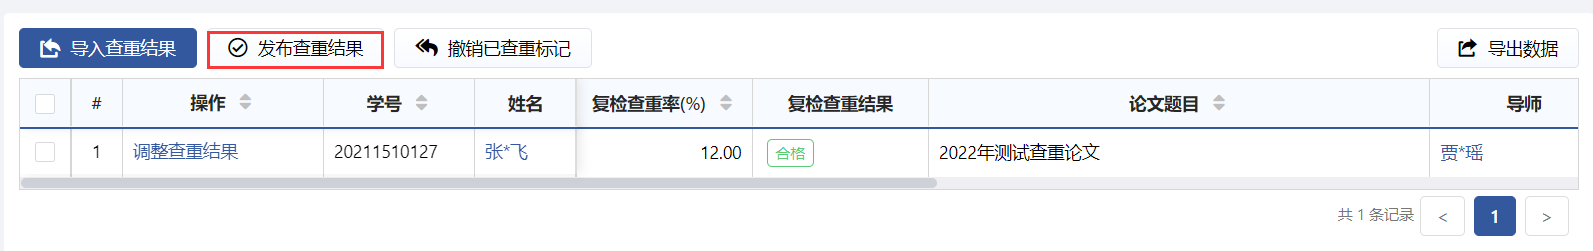 导入查重结果 发布查重结果 撤销已查重标记 导出数据
# 操作 学号 姓名 复检查重率(%) 复检查重结果 论文题目 导师
1 调整查重结果 20211510127 张*飞 12.00 合格 2022年测试查重论文 贾*瑶
共 1 条记录 < 1 >